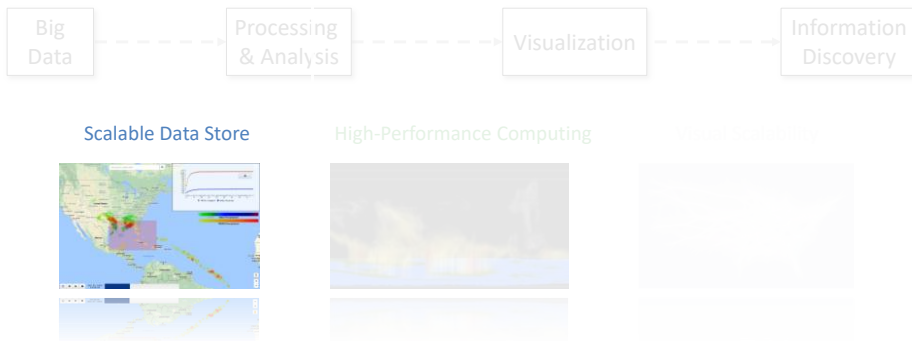 Big
Data
Processing
& Analysis
Visualization
Information
Discovery
Scalable Data Store
High-Performance Computing